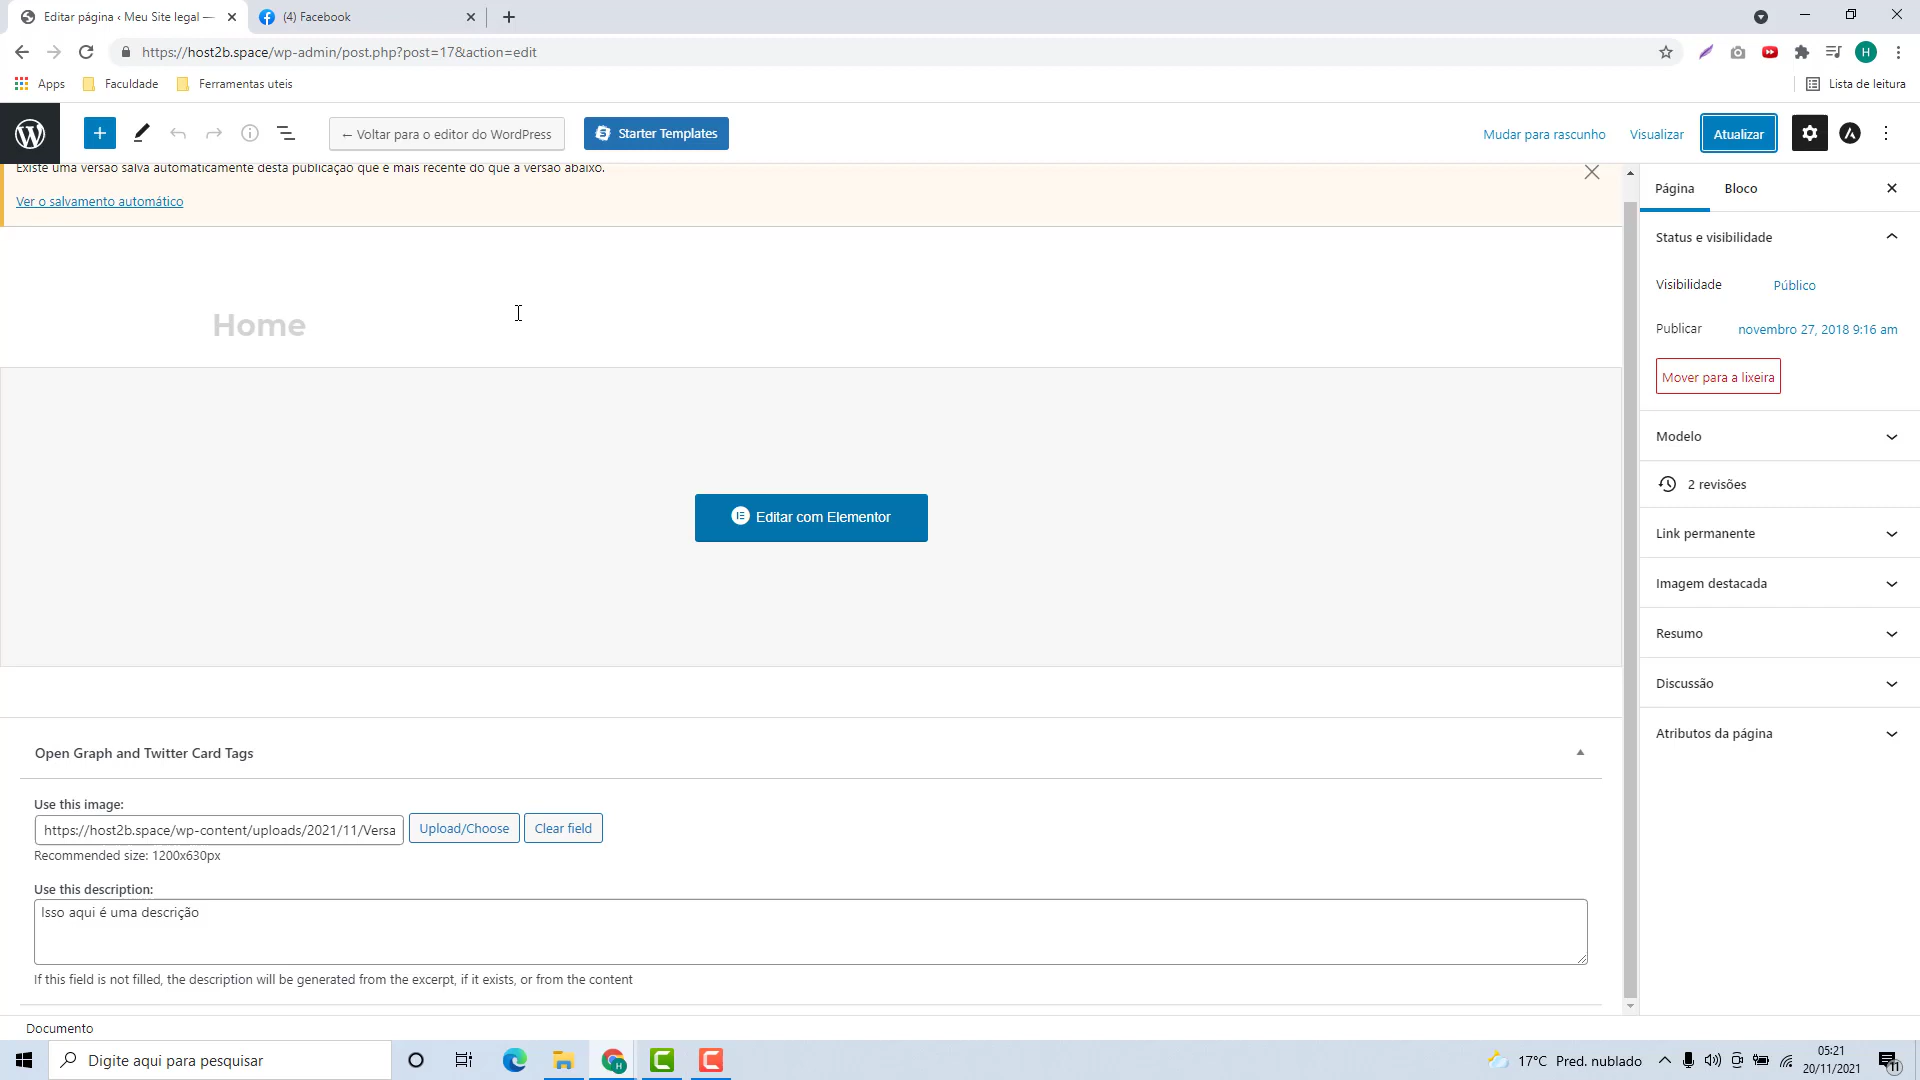 Editar página ‹ Meu Site legal —
(4) Facebook
https://host2b.space/wp-admin/post.php?post=17&action=edit
H
Apps
Faculdade
Ferramentas uteis
Lista de leitura
← Voltar para o editor do WordPress
Starter Templates
Mudar para rascunho
Visualizar
Atualizar
Existe uma versão salva automaticamente desta publicação que é mais recente do que a versão abaixo.
Ver o salvamento automático
Página
Bloco
Status e visibilidade
Visibilidade
Público
Home
Publicar
novembro 27, 2018 9:16 am
Mover para a lixeira
Modelo
2 revisões
Editar com Elementor
Link permanente
Imagem destacada
Resumo
Discussão
Atributos da página
Open Graph and Twitter Card Tags
Use this image:
https://host2b.space/wp-content/uploads/2021/11/Versa
Upload/Choose
Clear field
Recommended size: 1200x630px
Use this description:
Isso aqui é uma descrição
If this field is not filled, the description will be generated from the excerpt, if it exists, or from the content
Documento
Digite aqui para pesquisar
17°C Pred. nublado
05:21
20/11/2021
11